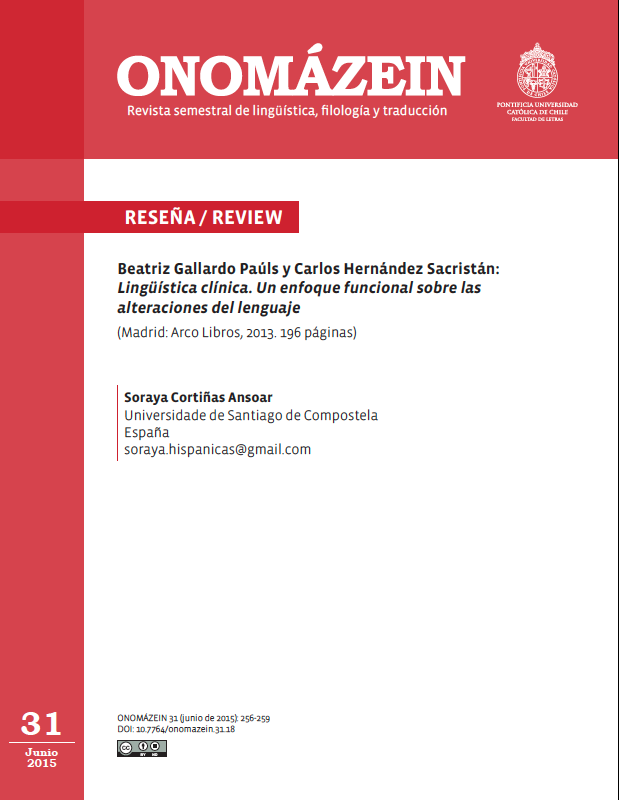 ONOMÁZEIN
Revista semestral de lingüística, filología y traducción
PONTIFICIA UNIVERSIDAD
CATÓLICA DE CHILE
FACULTAD DE LETRAS
RESEÑA / REVIEW
Beatriz Gallardo Paúls y Carlos Hernández Sacristán:
Lingüística clínica. Un enfoque funcional sobre las
alteraciones del lenguaje
(Madrid: Arco Libros, 2013. 196 páginas)
Soraya Cortiñas Ansoar
Universidade de Santiago de Compostela
España
soraya.hispanicas@gmail.com
31
Junio
2015
ONOMÁZEIN 31 (junio de 2015): 256-259
DOI: 10.7764/onomazein.31.18
cc
BY ND